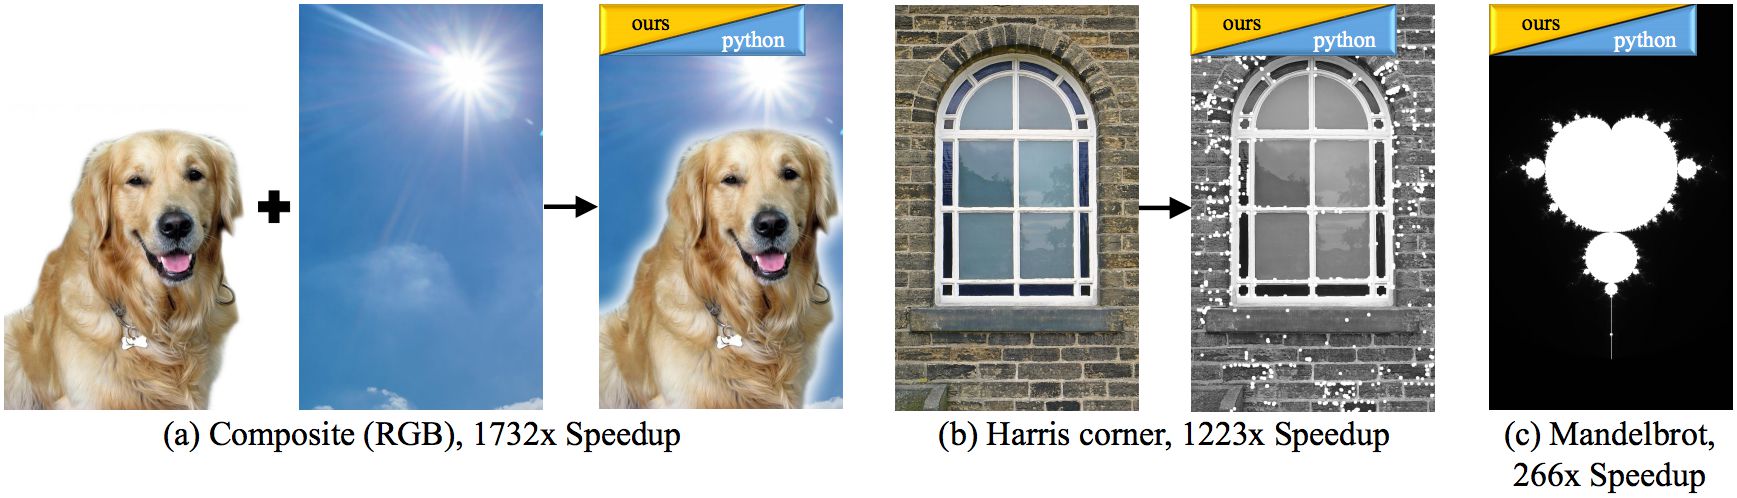 ours
python
ours
python
ours
python
(a) Composite (RGB), 1732x Speedup
(b) Harris corner, 1223x Speedup
(c) Mandelbrot,
266x Speedup